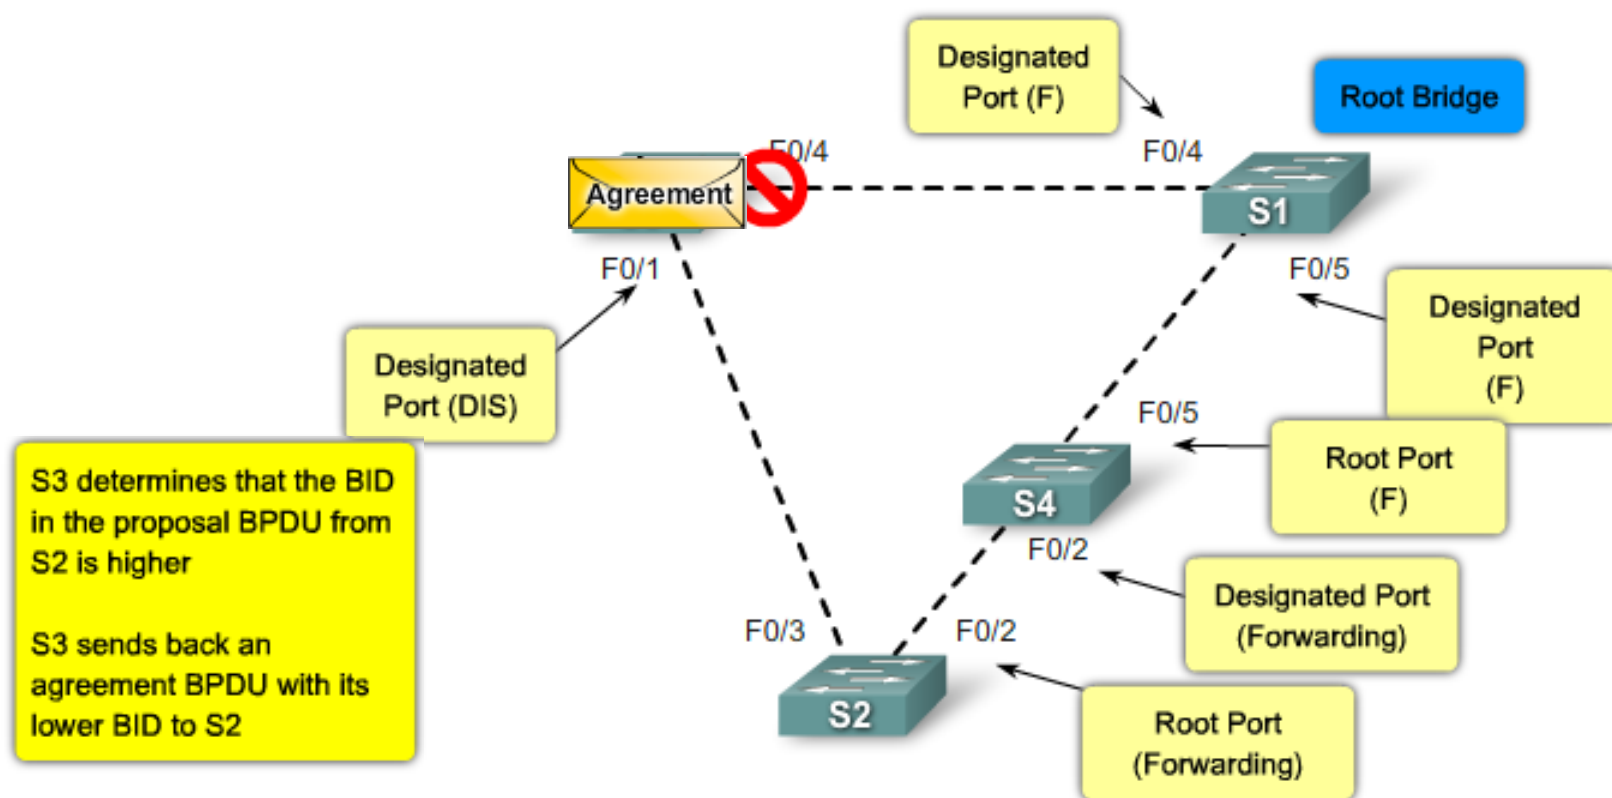 Designated
Port (F)
Root Bridge
F0/4
F0/4
Agreement
S1
F0/1
F0/5
Designated
Port
(F)
Designated
Port (DIS)
F0/5
Root Port
(F)
S3 determines that the BID
in the proposal BPDU from
S2 is higher
S3 sends back an
agreement BPDU with its
lower BID to S2
S4
F0/2
Designated Port
(Forwarding)
F0/3
F0/2
S2
Root Port
(Forwarding)